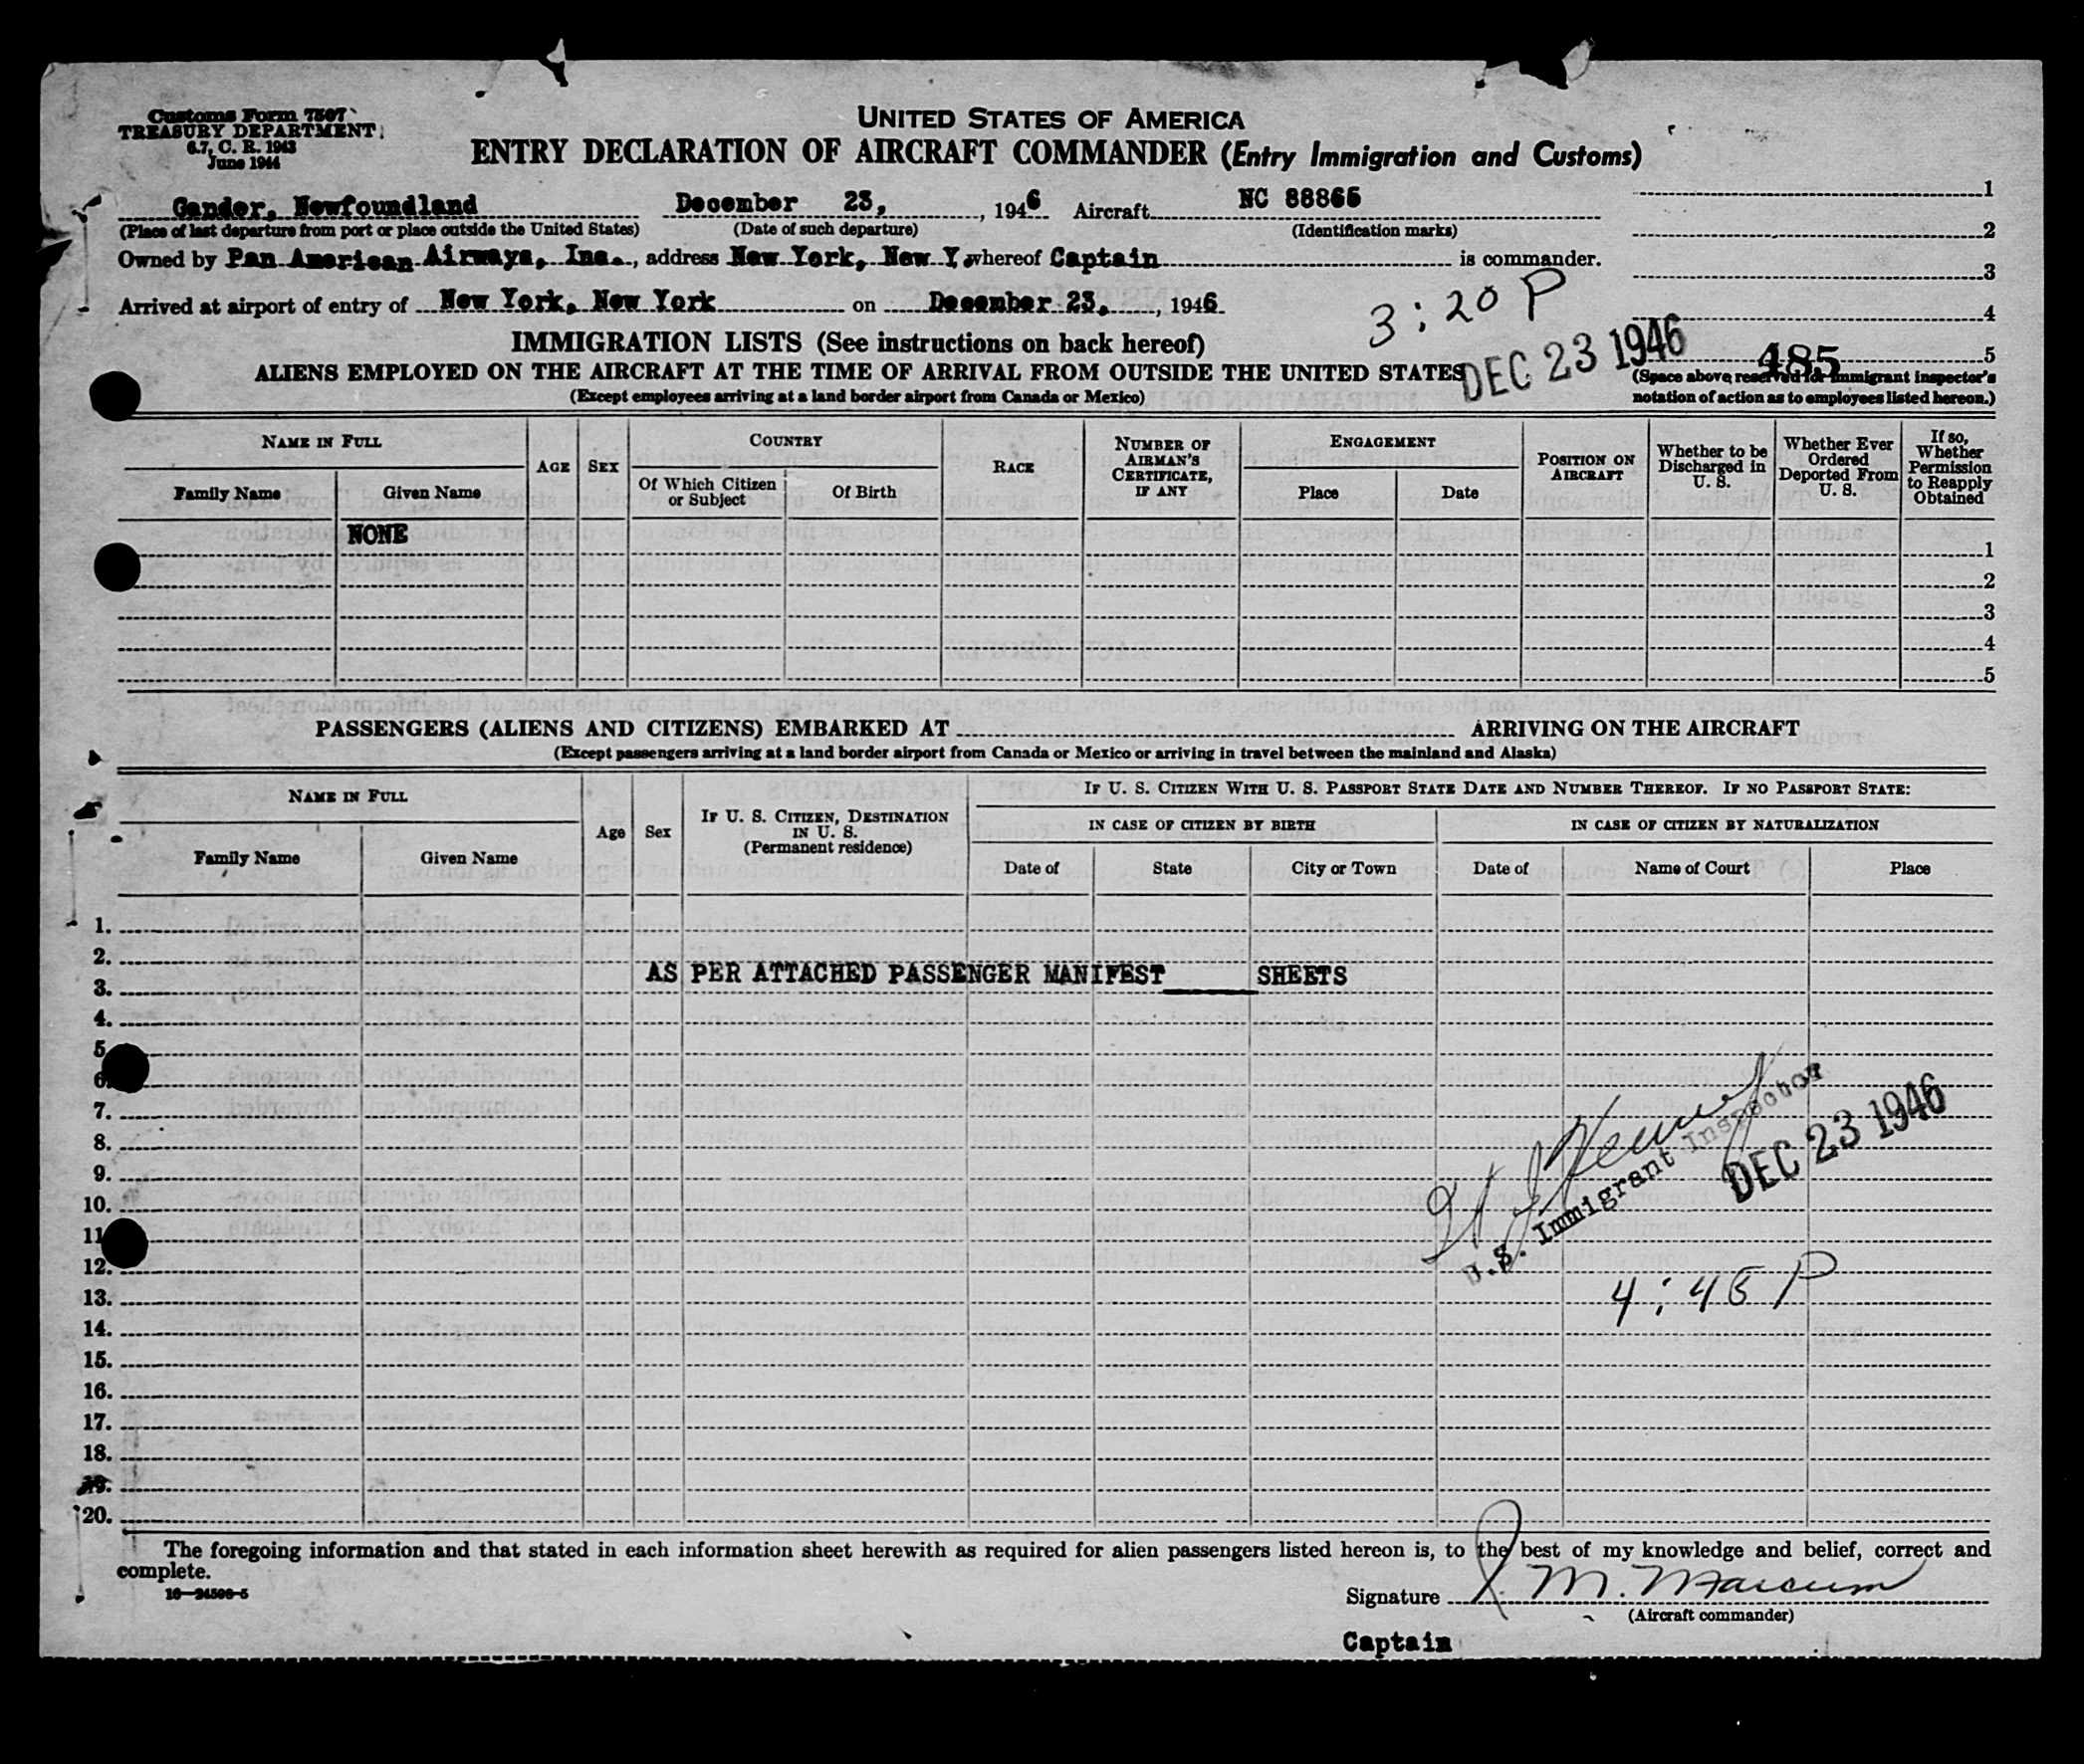 Customs Form 7507
TREASURY DEPARTMENT
6.7, C. R. 1943
June 1944
UNITED STATES OF AMERICA
ENTRY DECLARATION OF AIRCRAFT COMMANDER (Entry Immigration and Customs)
Gander, Newfoundland December 23, 1946 Aircraft NC 88865 1
(Place of last departure from port or place outside the United States) (Date of such departure) (Identification marks) 2
Owned by Pan American Airways, Inc., address New York, New Y. whereof Captain is commander. 3
Arrived at airport of entry of New York, New York on December 23, 1946 4
3:20 P
DEC 23 1946
485 5
(Space above reserved for immigrant inspector's
notation of action as to employees listed hereon.)
IMMIGRATION LISTS (See instructions on back hereof)
ALIENS EMPLOYED ON THE AIRCRAFT AT THE TIME OF ARRIVAL FROM OUTSIDE THE UNITED STATES
(Except employees arriving at a land border airport from Canada or Mexico)
NAME IN FULL
Family Name Given Name
AGE SEX
COUNTRY
Of Which Citizen or Subject Of Birth
RACE
NUMBER OF AIRMAN'S CERTIFICATE, IF ANY
ENGAGEMENT
Place Date
POSITION ON AIRCRAFT
Whether to be Discharged in U. S.
Whether Ever Ordered Deported From U. S.
If so, Whether Permission to Reapply Obtained
NONE
1
2
3
4
5
PASSENGERS (ALIENS AND CITIZENS) EMBARKED AT ARRIVING ON THE AIRCRAFT
(Except passengers arriving at a land border airport from Canada or Mexico or arriving in travel between the mainland and Alaska)
NAME IN FULL
Family Name Given Name
Age Sex
IF U. S. CITIZEN, DESTINATION IN U. S.
(Permanent residence)
IF U. S. CITIZEN WITH U. S. PASSPORT STATE DATE AND NUMBER THEREOF. IF NO PASSPORT STATE:
IN CASE OF CITIZEN BY BIRTH IN CASE OF CITIZEN BY NATURALIZATION
Date of State City or Town Date of Name of Court Place
1.
2.
AS PER ATTACHED PASSENGER MANIFEST SHEETS
3.
4.
5.
6.
7.
8.
9.
10.
11
12.
13.
14.
15.
16.
17.
18.
19.
20.
U.S. Immigrant Inspector
DEC 23 1946
4:45 P
The foregoing information and that stated in each information sheet herewith as required for alien passengers listed hereon is, to the best of my knowledge and belief, correct and
complete.
16—24506-5
Signature J. M. Marcum
(Aircraft commander)
Captain